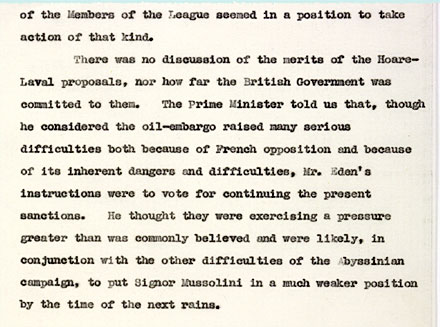 of the Members of the League seemed in a position to take
action of that kind.
There was no discussion of the merits of the Hoare-
Laval proposals, nor how far the British Government was
committed to them. The Prime Minister told us that, though
he considered the oil-embargo raised many serious
difficulties both because of French opposition and because
of its inherent dangers and difficulties, Mr. Eden's
instructions were to vote for continuing the present
sanctions. He thought they were exercising a pressure
greater than was commonly believed and were likely, in
conjunction with the other difficulties of the Abyssinian
campaign, to put Signor Mussolini in a much weaker position
by the time of the next rains.